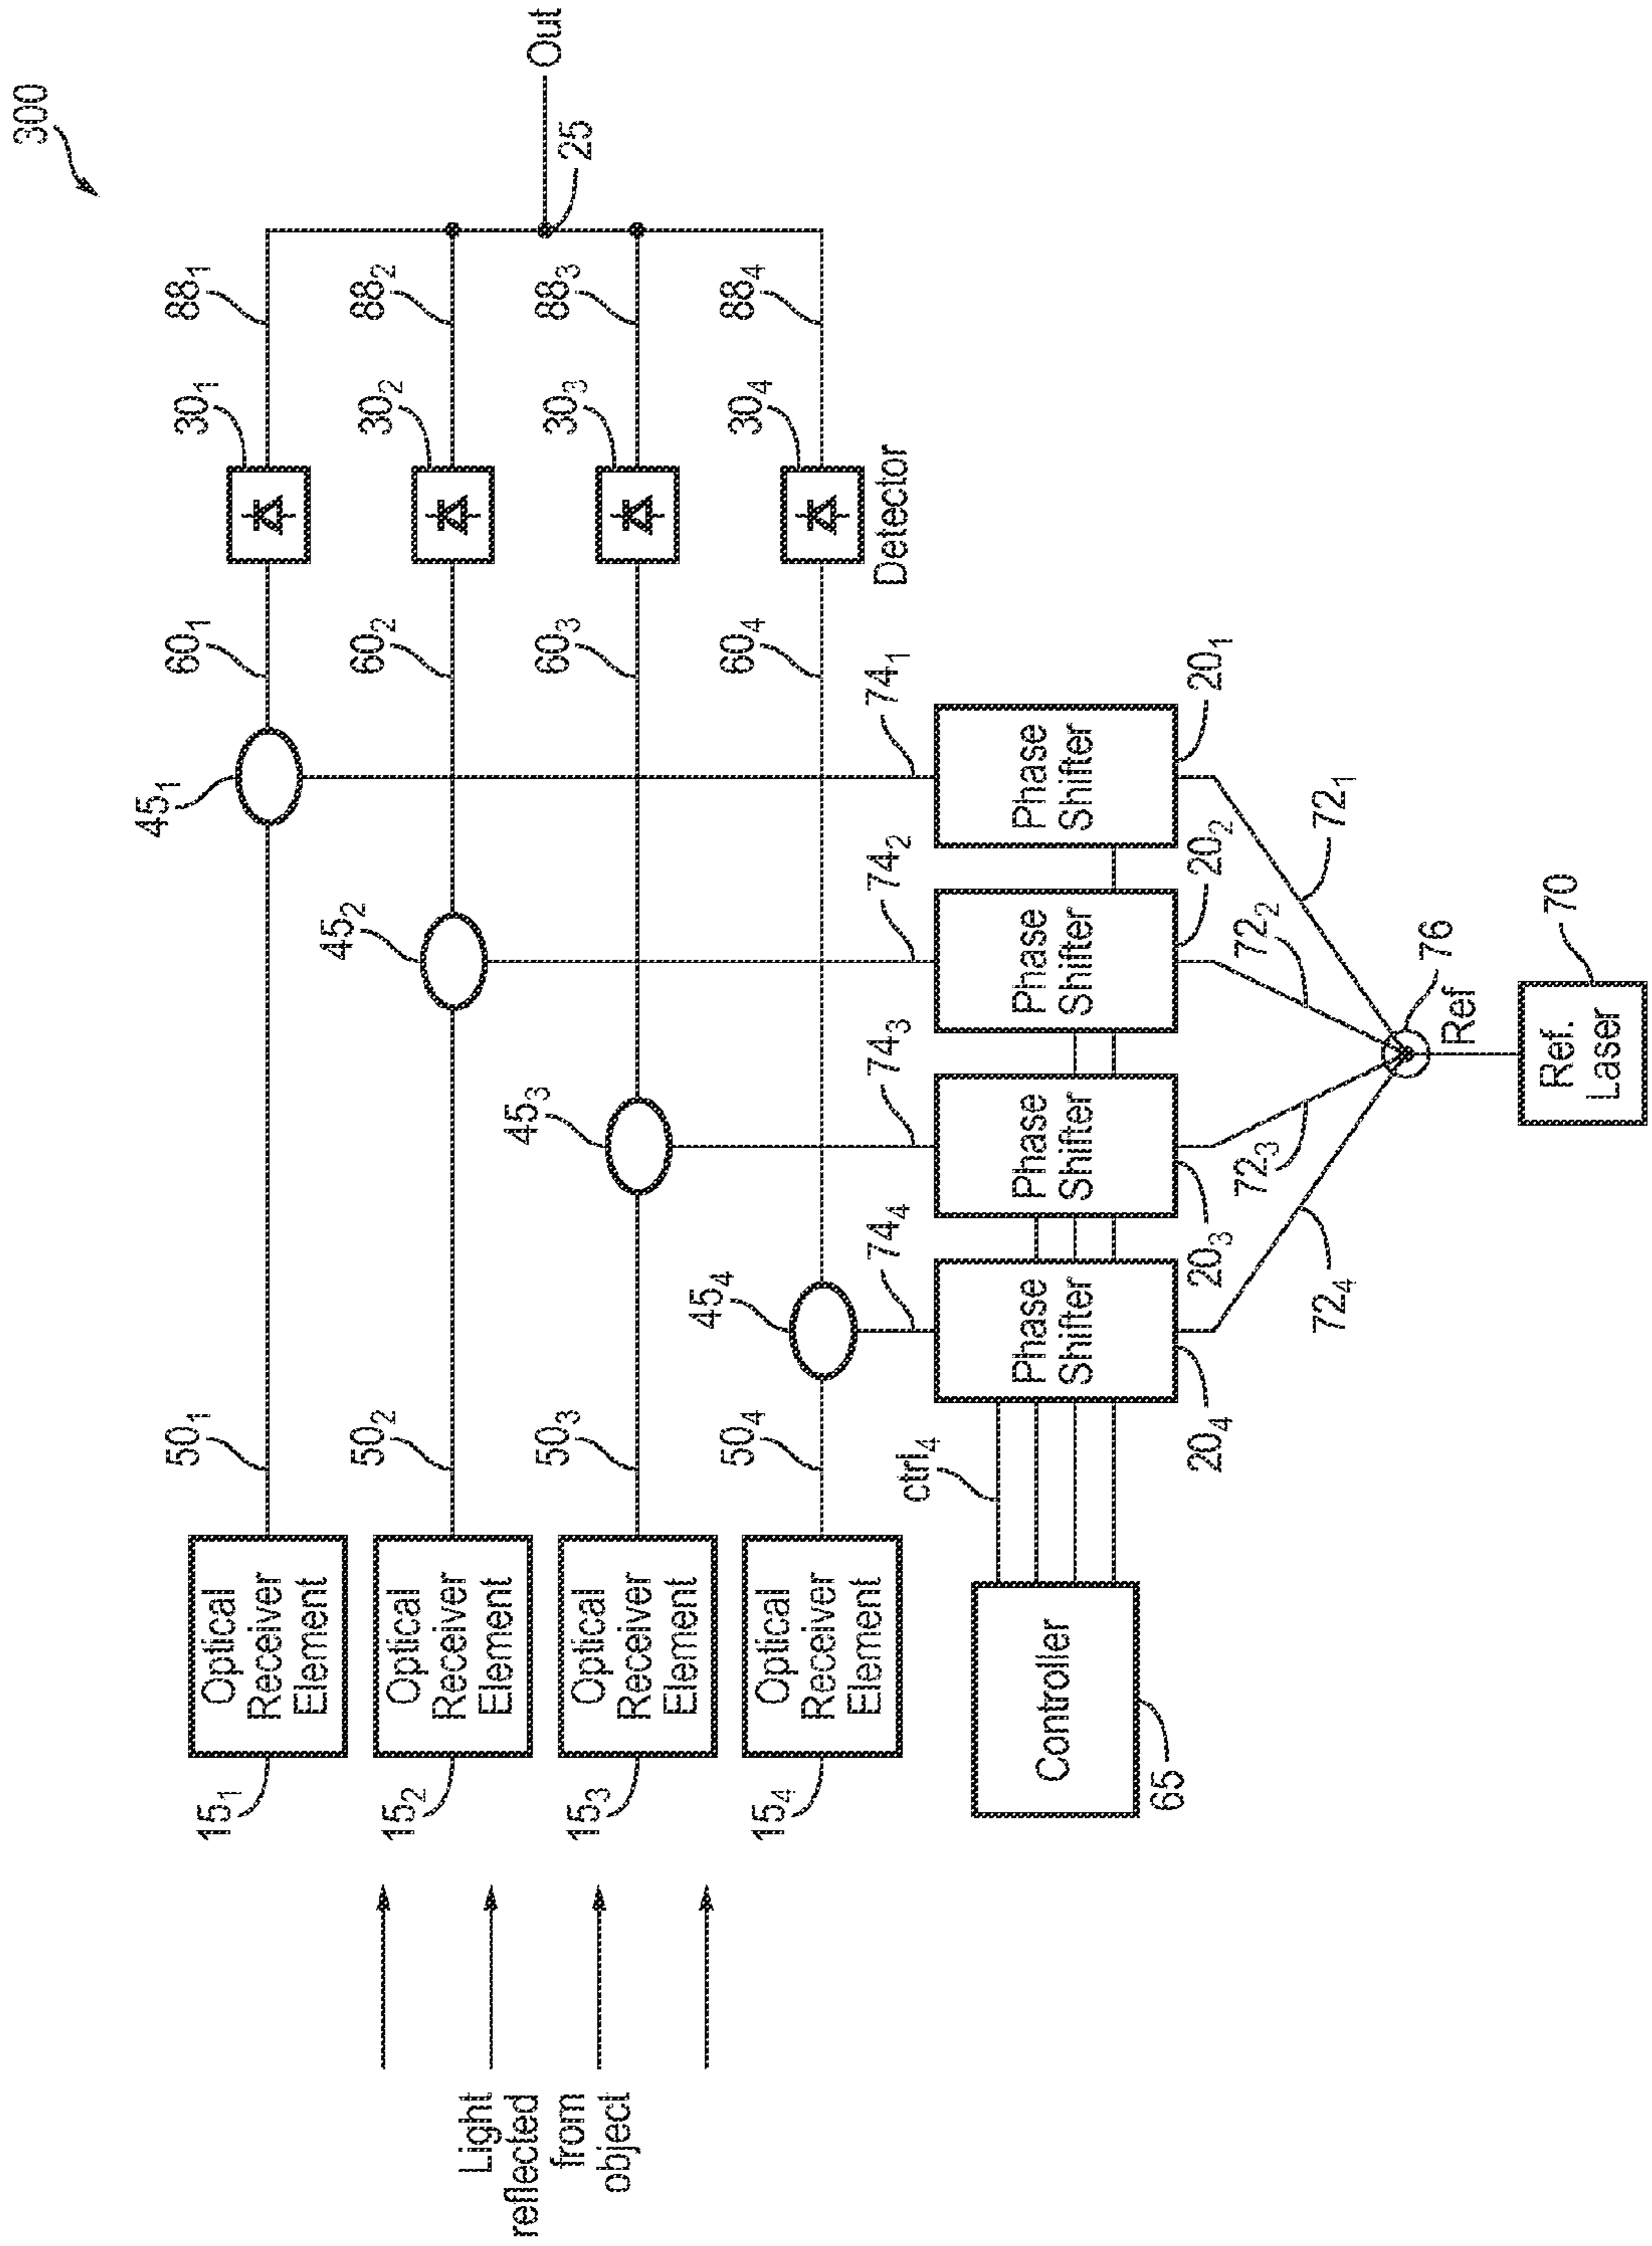 300
Light
reflected
from
object
15₁
Optical
Receiver
Element
50₁
45₁
60₁
30₁
88₁
15₂
Optical
Receiver
Element
50₂
45₂
60₂
30₂
88₂
15₃
Optical
Receiver
Element
50₃
45₃
60₃
30₃
88₃
15₄
Optical
Receiver
Element
50₄
45₄
60₄
30₄
88₄
Detector
25
Out
Controller
65
ctrl₄
74₄
74₃
74₂
74₁
Phase
Shifter
20₄
Phase
Shifter
20₃
Phase
Shifter
20₂
Phase
Shifter
20₁
72₄
72₃
72₂
72₁
76
Ref
Ref.
Laser
70